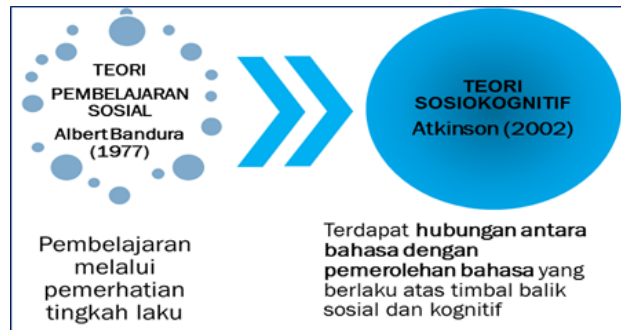 TEORI
PEMBELAJARAN
SOSIAL
Albert Bandura
(1977)
TEORI
SOSIOKOGNITIF
Atkinson (2002)
Pembelajaran
melalui
pemerhatian
tingkah laku
Terdapat hubungan antara
bahasa dengan
pemerolehan bahasa yang
berlaku atas timbal balik
sosial dan kognitif